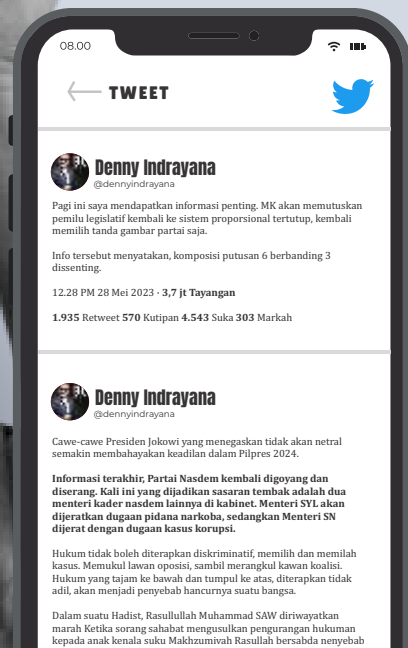 08.00
TWEET
Denny Indrayana
@dennyindrayana
Pagi ini saya mendapatkan informasi penting. MK akan memutuskan
pemilu legislatif kembali ke sistem proporsional tertutup, kembali
memilih tanda gambar partai saja.
Info tersebut menyatakan, komposisi putusan 6 berbanding 3
dissenting.
12.28 PM 28 Mei 2023 · 3,7 jt Tayangan
1.935 Retweet 570 Kutipan 4.543 Suka 303 Markah
Denny Indrayana
@dennyindrayana
Cawe-cawe Presiden Jokowi yang menegaskan tidak akan netral
semakin membahayakan keadilan dalam Pilpres 2024.
Informasi terakhir, Partai Nasdem kembali digoyang dan
diserang. Kali ini yang dijadikan sasaran tembak adalah dua
menteri kader nasdem lainnya di kabinet. Menteri SYL akan
dijeratkan dugaan pidana narkoba, sedangkan Menteri SN
dijerat dengan dugaan kasus korupsi.
Hukum tidak boleh diterapkan diskriminatif, memilih dan memilah
kasus. Memukul lawan oposisi, sambil merangkul kawan koalisi.
Hukum yang tajam ke bawah dan tumpul ke atas, diterapkan tidak
adil, akan menjadi penyebab hancurnya suatu bangsa.
Dalam suatu Hadist, Rasullullah Muhammad SAW diriwayatkan
marah Ketika sorang sahabat mengusulkan pengurangan hukuman
kepada anak kenala suku Makhzumivah Rasullah bersabda nenyebab